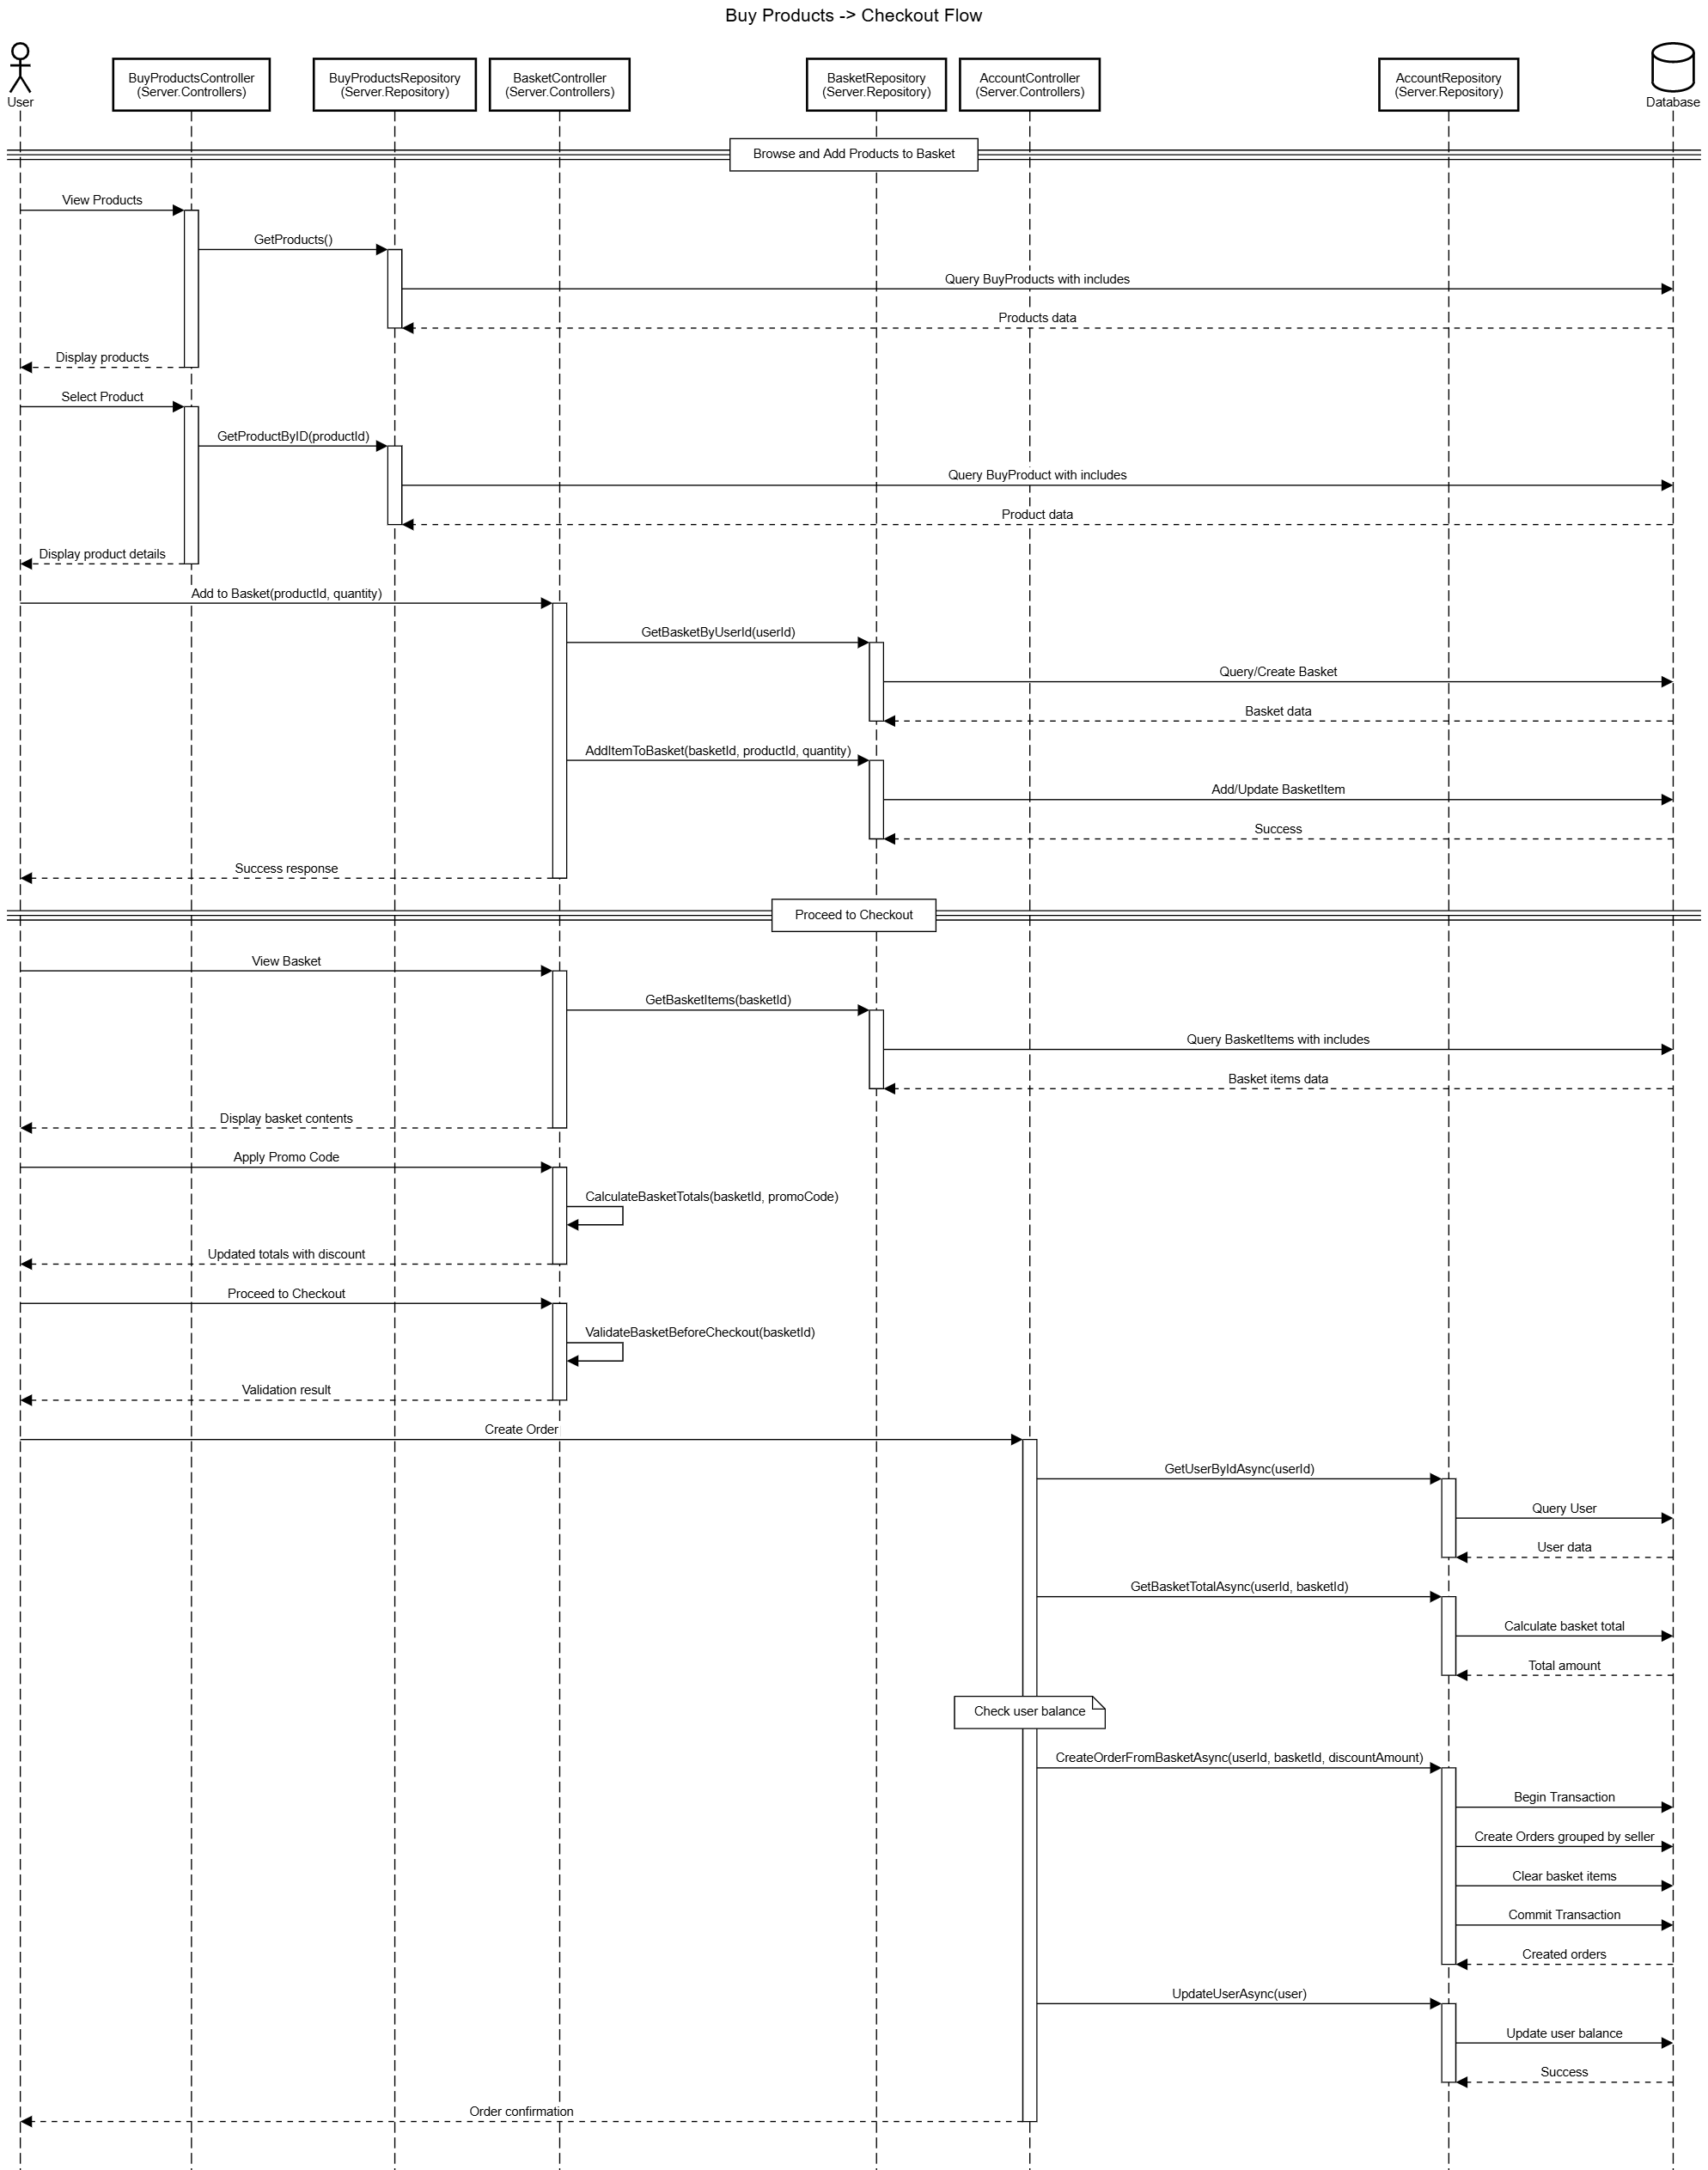 Buy Products -> Checkout Flow
User
BuyProductsController
(Server.Controllers)
BuyProductsRepository
(Server.Repository)
BasketController
(Server.Controllers)
BasketRepository
(Server.Repository)
AccountController
(Server.Controllers)
AccountRepository
(Server.Repository)
Database
Browse and Add Products to Basket
View Products
GetProducts()
Query BuyProducts with includes
Products data
Display products
Select Product
GetProductByID(productId)
Query BuyProduct with includes
Product data
Display product details
Add to Basket(productId, quantity)
GetBasketByUserId(userId)
Query/Create Basket
Basket data
AddItemToBasket(basketId, productId, quantity)
Add/Update BasketItem
Success
Success response
Proceed to Checkout
View Basket
GetBasketItems(basketId)
Query BasketItems with includes
Basket items data
Display basket contents
Apply Promo Code
CalculateBasketTotals(basketId, promoCode)
Updated totals with discount
Proceed to Checkout
ValidateBasketBeforeCheckout(basketId)
Validation result
Create Order
GetUserByIdAsync(userId)
Query User
User data
GetBasketTotalAsync(userId, basketId)
Calculate basket total
Total amount
Check user balance
CreateOrderFromBasketAsync(userId, basketId, discountAmount)
Begin Transaction
Create Orders grouped by seller
Clear basket items
Commit Transaction
Created orders
UpdateUserAsync(user)
Update user balance
Success
Order confirmation